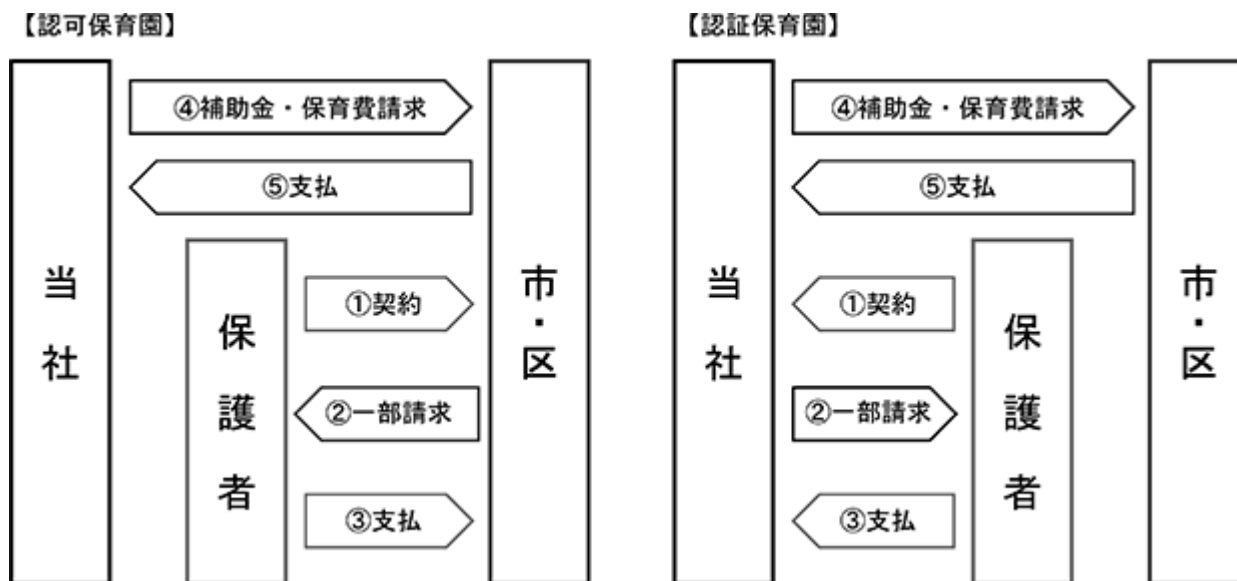 【認可保育園】
④補助金・保育費請求
⑤支払
当社
保護者
①契約
②一部請求
③支払
市・区
【認証保育園】
④補助金・保育費請求
⑤支払
当社
①契約
②一部請求
③支払
保護者
市・区